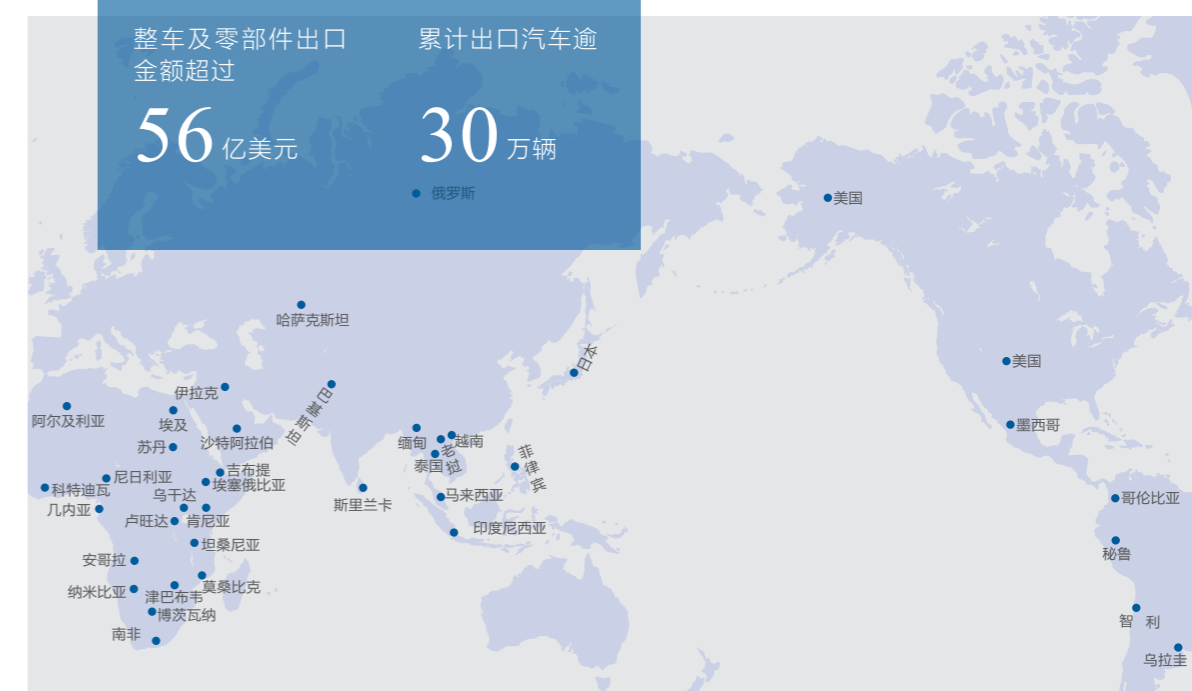 整车及零部件出口
金额超过
56 亿美元
累计出口汽车逾
30 万辆
俄罗斯
美国
哈萨克斯坦
日本
美国
伊拉克
巴基斯坦
阿尔及利亚
埃及
墨西哥
苏丹
沙特阿拉伯
缅甸
老挝
越南
泰国
菲律宾
吉布提
尼日利亚
埃塞俄比亚
科特迪瓦
乌干达
马来西亚
哥伦比亚
几内亚
斯里兰卡
卢旺达
肯尼亚
印度尼西亚
坦桑尼亚
秘鲁
安哥拉
莫桑比克
纳米比亚
津巴布韦
博茨瓦纳
智利
南非
乌拉圭